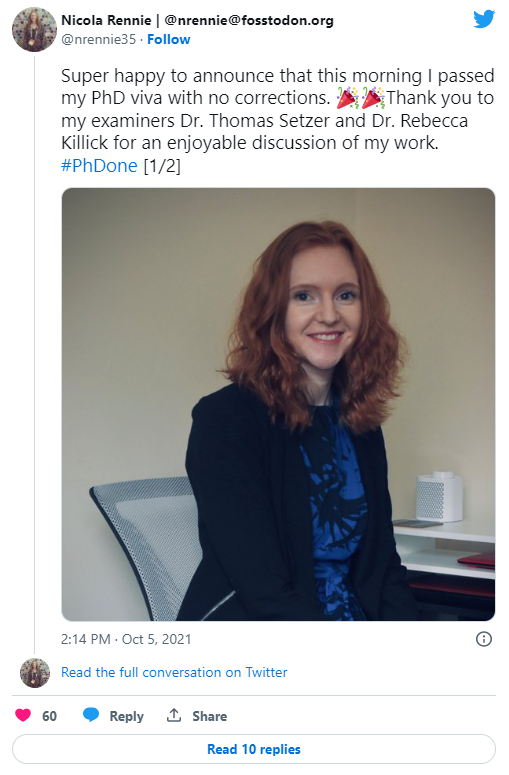 Nicola Rennie | @nrennie@fosstodon.org
@nrennie35 · Follow
Super happy to announce that this morning I passed
my PhD viva with no corrections. 🎉🎉Thank you to
my examiners Dr. Thomas Setzer and Dr. Rebecca
Killick for an enjoyable discussion of my work.
#PhDone [1/2]
2:14 PM · Oct 5, 2021
Read the full conversation on Twitter
60 Reply Share
Read 10 replies